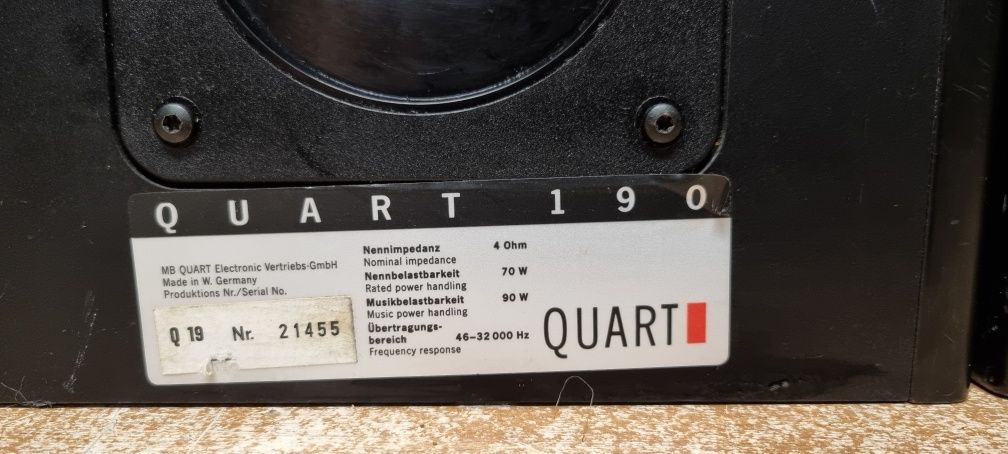 QUART 190
MB QUART Electronic Vertriebs-GmbH
Made in W. Germany
Produktions Nr./Serial No.
Q 19 Nr. 21455
Nennimpedanz 4 Ohm
Nominal impedance
Nennbelastbarkeit 70 W
Rated power handling
Musikbelastbarkeit 90 W
Music power handling
Übertragungs-
bereich 46–32 000 Hz
Frequency response
QUART